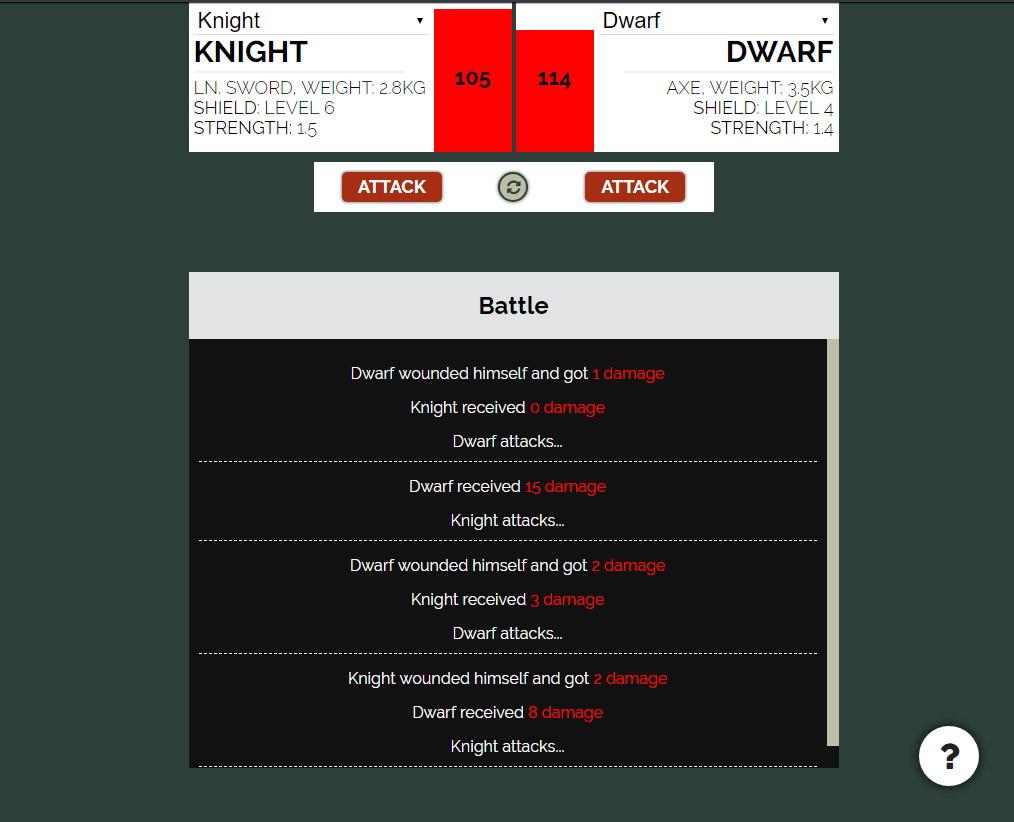 Knight
KNIGHT
LN. SWORD, WEIGHT: 2.8KG
SHIELD: LEVEL 6
STRENGTH: 1.5
105
114
Dwarf
DWARF
AXE, WEIGHT: 3.5KG
SHIELD: LEVEL 4
STRENGTH: 1.4
ATTACK
ATTACK
Battle
Dwarf wounded himself and got 1 damage
Knight received 0 damage
Dwarf attacks...
Dwarf received 15 damage
Knight attacks...
Dwarf wounded himself and got 2 damage
Knight received 3 damage
Dwarf attacks...
Knight wounded himself and got 2 damage
Dwarf received 8 damage
Knight attacks...
?